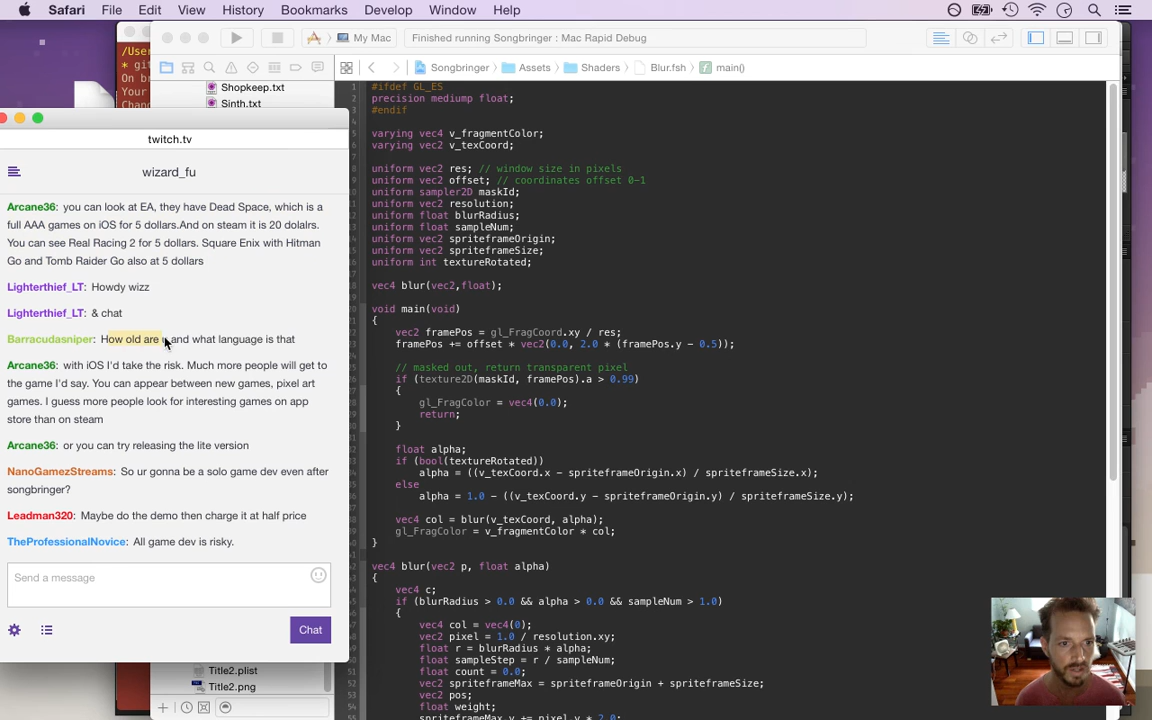 Safari File Edit View History Bookmarks Develop Window Help
My Mac Finished running Songbringer : Mac Rapid Debug
Songbringer Assets Shaders Blur.fsh main()
/User
* git
On br
Your
Chang
Shopkeep.txt
Sinth.txt
twitch.tv
wizard_fu
Arcane36: you can look at EA, they have Dead Space, which is a
full AAA games on iOS for 5 dollars.And on steam it is 20 dolalrs.
You can see Real Racing 2 for 5 dollars. Square Enix with Hitman
Go and Tomb Raider Go also at 5 dollars
Lighterthief_LT: Howdy wizz
Lighterthief_LT: & chat
Barracudasniper: How old are u and what language is that
Arcane36: with iOS I'd take the risk. Much more people will get to
the game I'd say. You can appear between new games, pixel art
games. I guess more people look for interesting games on app
store than on steam
Arcane36: or you can try releasing the lite version
NanoGamezStreams: So ur gonna be a solo game dev even after
songbringer?
Leadman320: Maybe do the demo then charge it at half price
TheProfessionalNovice: All game dev is risky.
Send a message
Chat
Title2.plist
Title2.png
#ifdef GL_ES
precision mediump float;
#endif
varying vec4 v_fragmentColor;
varying vec2 v_texCoord;
uniform vec2 res; // window size in pixels
uniform vec2 offset; // coordinates offset 0-1
uniform sampler2D maskId;
uniform vec2 resolution;
uniform float blurRadius;
uniform float sampleNum;
uniform vec2 spriteframeOrigin;
uniform vec2 spriteframeSize;
uniform int textureRotated;
vec4 blur(vec2,float);
void main(void)
{
vec2 framePos = gl_FragCoord.xy / res;
framePos += offset * vec2(0.0, 2.0 * (framePos.y - 0.5));
// masked out, return transparent pixel
if (texture2D(maskId, framePos).a > 0.99)
{
gl_FragColor = vec4(0.0);
return;
}
float alpha;
if (bool(textureRotated))
alpha = ((v_texCoord.x - spriteframeOrigin.x) / spriteframeSize.x);
else
alpha = 1.0 - ((v_texCoord.y - spriteframeOrigin.y) / spriteframeSize.y);
vec4 col = blur(v_texCoord, alpha);
gl_FragColor = v_fragmentColor * col;
}
vec4 blur(vec2 p, float alpha)
{
vec4 c;
if (blurRadius > 0.0 && alpha > 0.0 && sampleNum > 1.0)
{
vec4 col = vec4(0);
vec2 pixel = 1.0 / resolution.xy;
float r = blurRadius * alpha;
float sampleStep = r / sampleNum;
float count = 0.0;
vec2 spriteframeMax = spriteframeOrigin + spriteframeSize;
vec2 pos;
float weight;
spriteframeMax.y += pixel.y * 2.0;